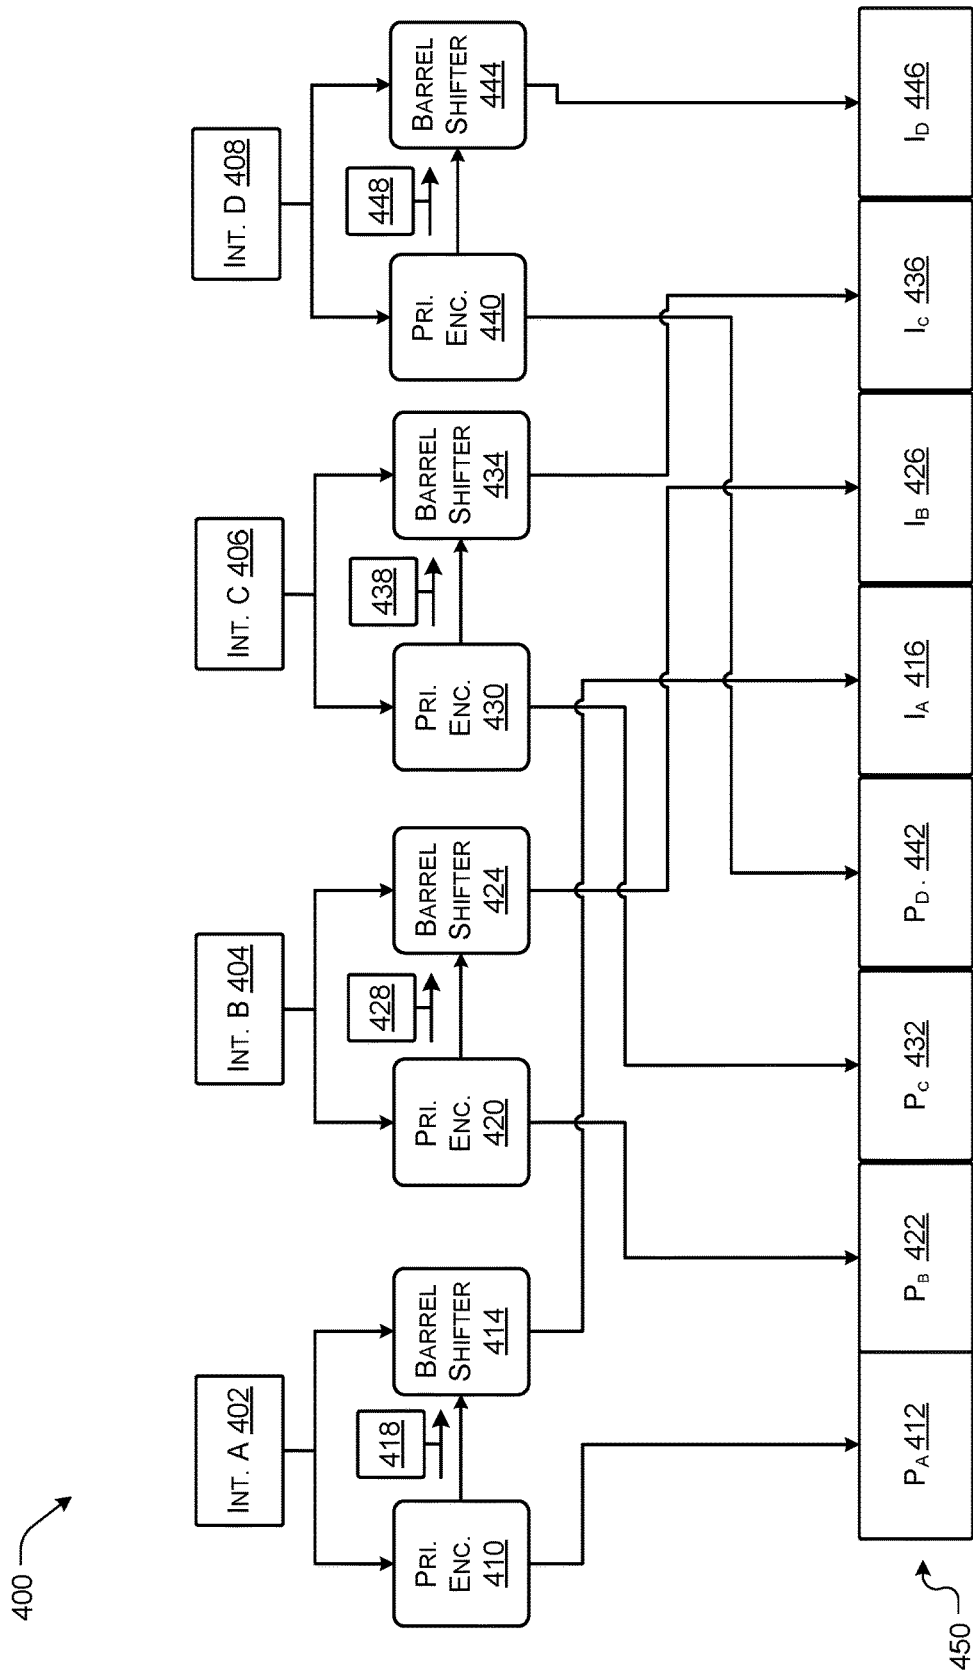 400
INT. A 402
INT. B 404
INT. C 406
INT. D 408
418
428
438
448
PRI.
ENC.
410
BARREL
SHIFTER
414
PRI.
ENC.
420
BARREL
SHIFTER
424
PRI.
ENC.
430
BARREL
SHIFTER
434
PRI.
ENC.
440
BARREL
SHIFTER
444
450
PA 412
PB 422
PC 432
PD . 442
IA 416
IB 426
IC 436
ID 446